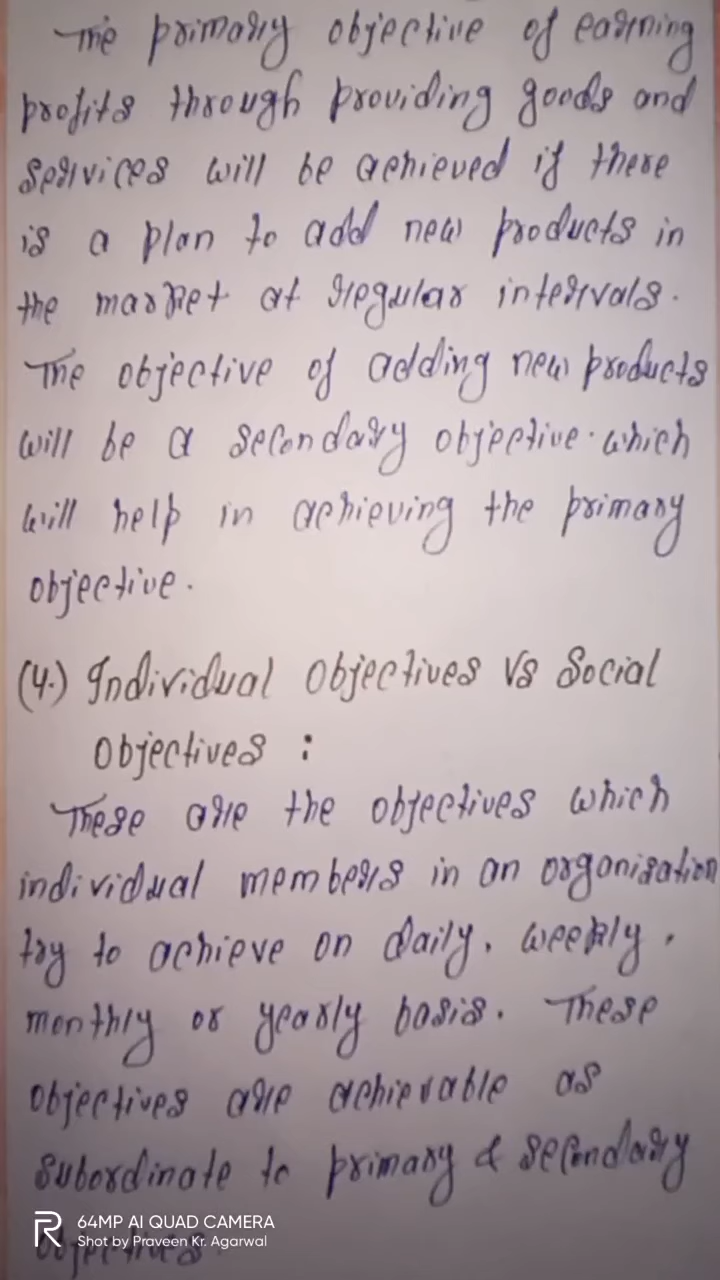 The primary objective of earning
profits through providing goods and
services will be achieved if there
is a plan to add new products in
the market at regular intervals.
The objective of adding new products
will be a secondary objective. which
will help in achieving the primary
objective.
(4.) Individual Objectives Vs Social
Objectives :
These are the objectives which
individual members in an organisation
try to achieve on daily, weekly,
monthly or yearly basis. These
objectives are achievable as
subordinate to primary & secondary
objectives.
64MP AI QUAD CAMERA
Shot by Praveen Kr. Agarwal